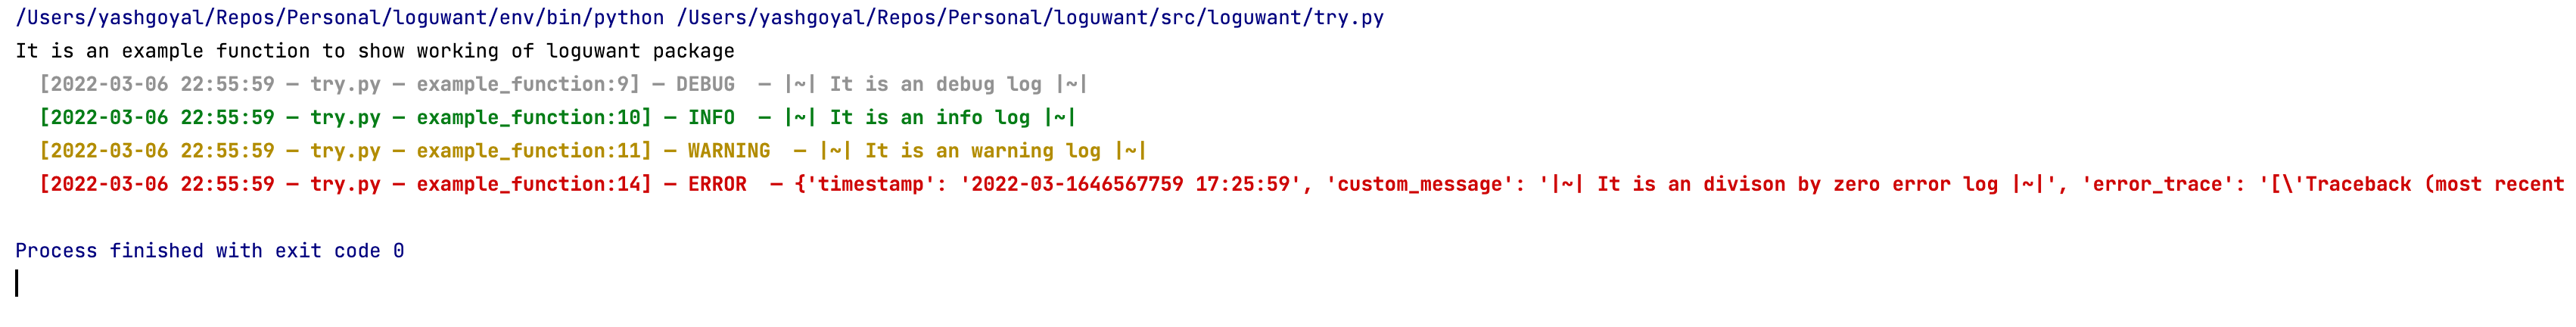 /Users/yashgoyal/Repos/Personal/loguwant/env/bin/python /Users/yashgoyal/Repos/Personal/loguwant/src/loguwant/try.py
It is an example function to show working of loguwant package
[2022-03-06 22:55:59 — try.py — example_function:9] — DEBUG — |~| It is an debug log |~|
[2022-03-06 22:55:59 — try.py — example_function:10] — INFO — |~| It is an info log |~|
[2022-03-06 22:55:59 — try.py — example_function:11] — WARNING — |~| It is an warning log |~|
[2022-03-06 22:55:59 — try.py — example_function:14] — ERROR — {'timestamp': '2022-03-1646567759 17:25:59', 'custom_message': '|~| It is an divison by zero error log |~|', 'error_trace': '[\'Traceback (most recent
Process finished with exit code 0